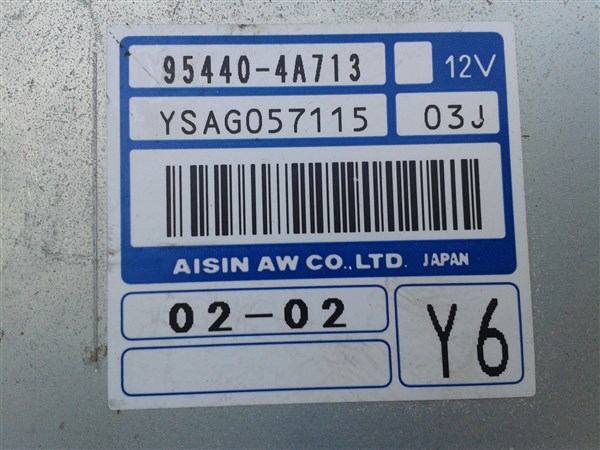 95440-4A713 12V
YSAG057115 03J
AISIN AW CO.,LTD. JAPAN
02-02
Y6